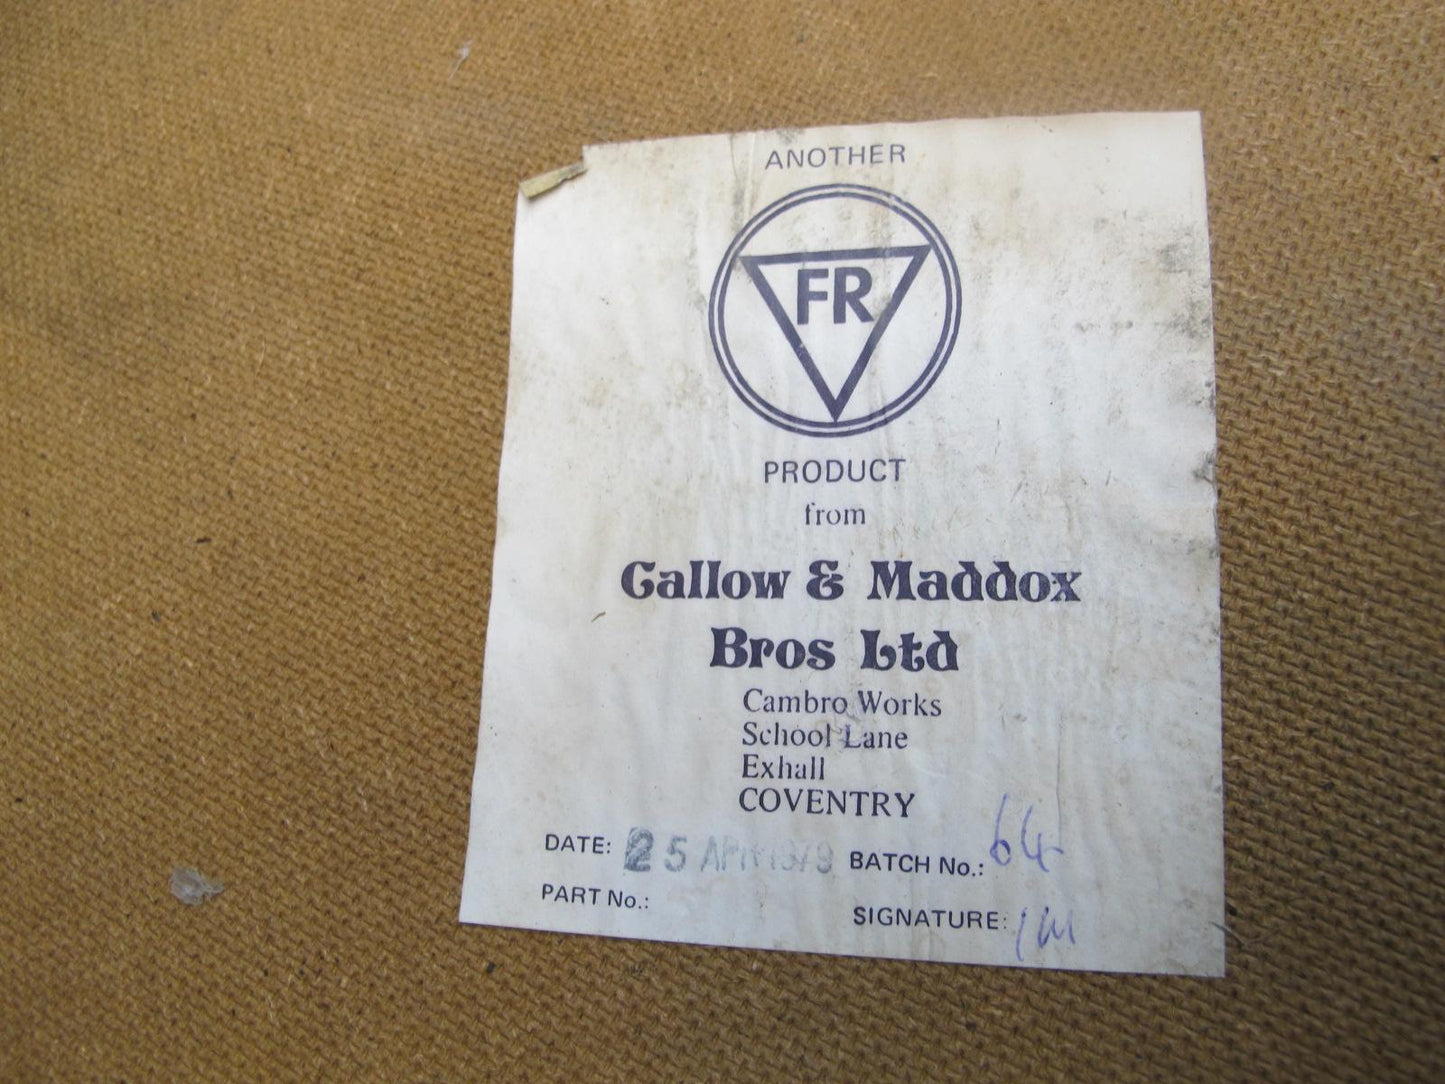 ANOTHER
FR
PRODUCT
from
Callow & Maddox
Bros Ltd
Cambro Works
School Lane
Exhall
COVENTRY
DATE: 25 APR 1979 BATCH No.: 64
PART No.:
SIGNATURE: